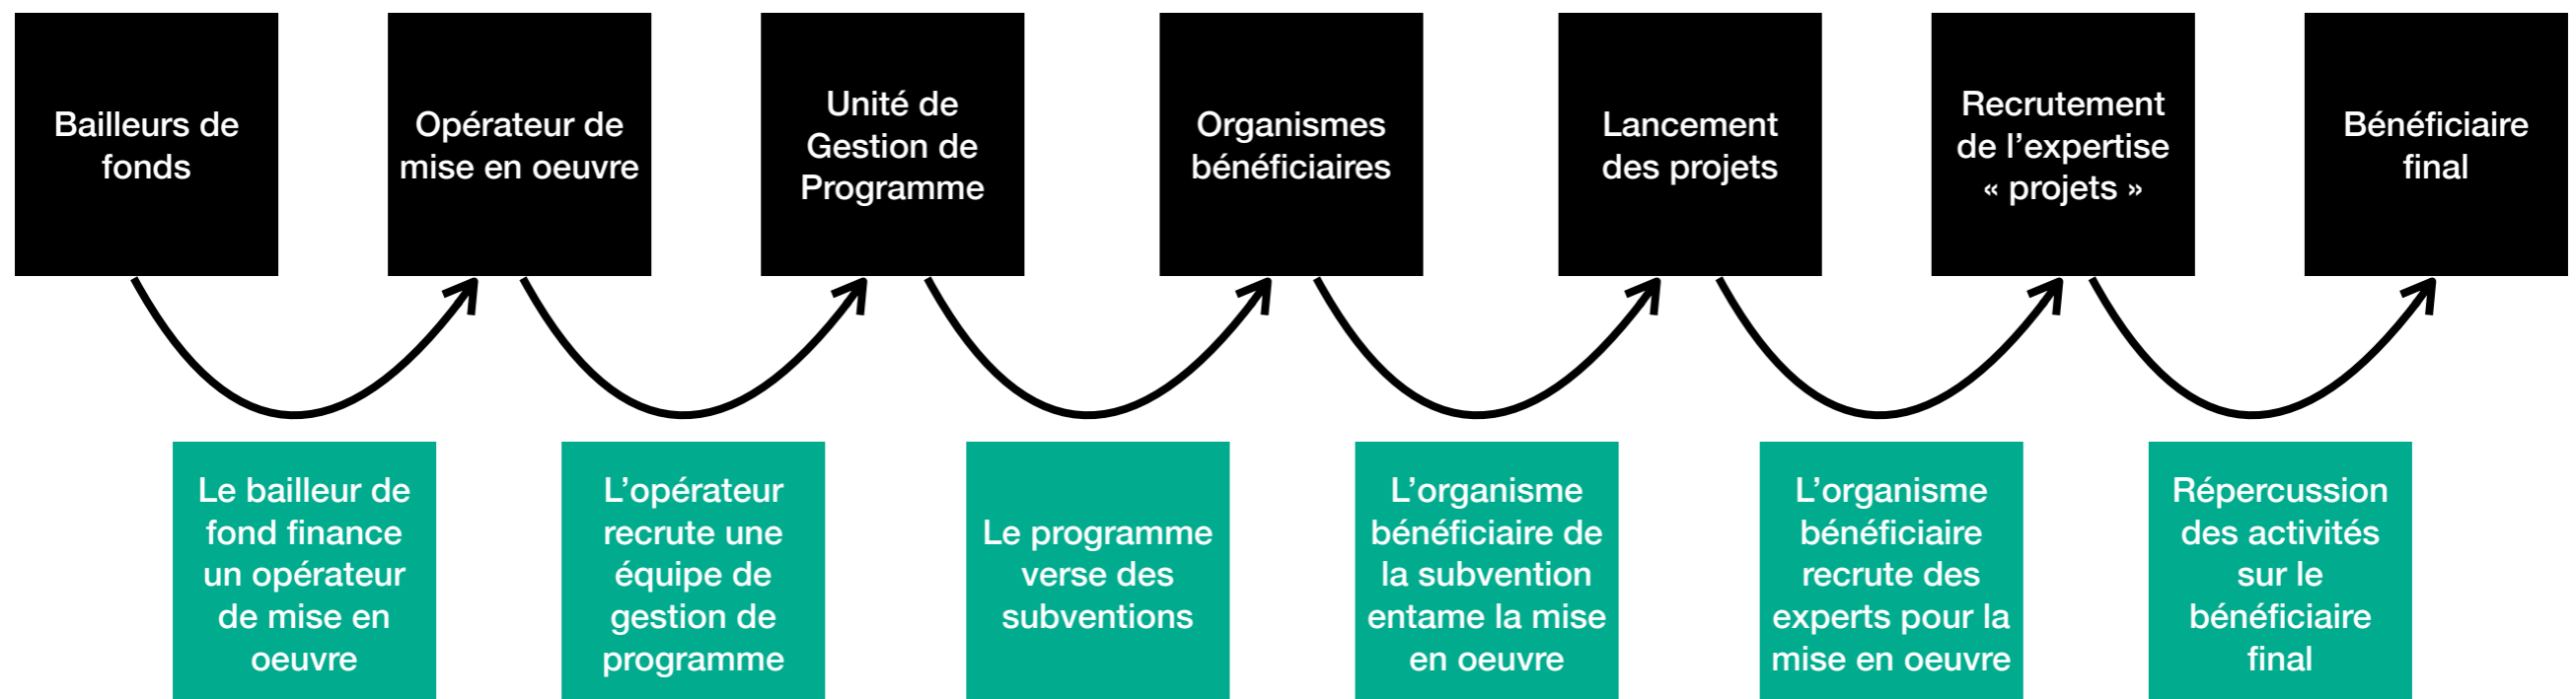 Bailleurs de
fonds
Opérateur de
mise en oeuvre
Unité de
Gestion de
Programme
Organismes
bénéficiaires
Lancement
des projets
Recrutement
de l’expertise
« projets »
Bénéficiaire
final
Le bailleur de
fond finance
un opérateur
de mise en
oeuvre
L’opérateur
recrute une
équipe de
gestion de
programme
Le programme
verse des
subventions
L’organisme
bénéficiaire de
la subvention
entame la mise
en oeuvre
L’organisme
bénéficiaire
recrute des
experts pour la
mise en oeuvre
Répercussion
des activités
sur le
bénéficiaire
final